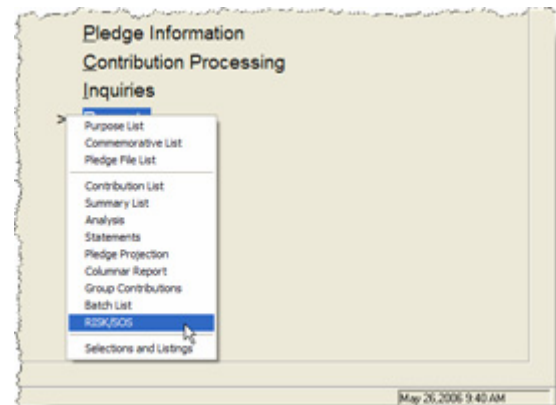 Pledge Information
Contribution Processing
Inquiries
>
Purpose List
Commemorative List
Pledge File List
Contribution List
Summary List
Analysis
Statements
Pledge Projection
Columnar Report
Group Contributions
Batch List
RISK/SOS
Selections and Listings
May 26,2006 9:40 AM